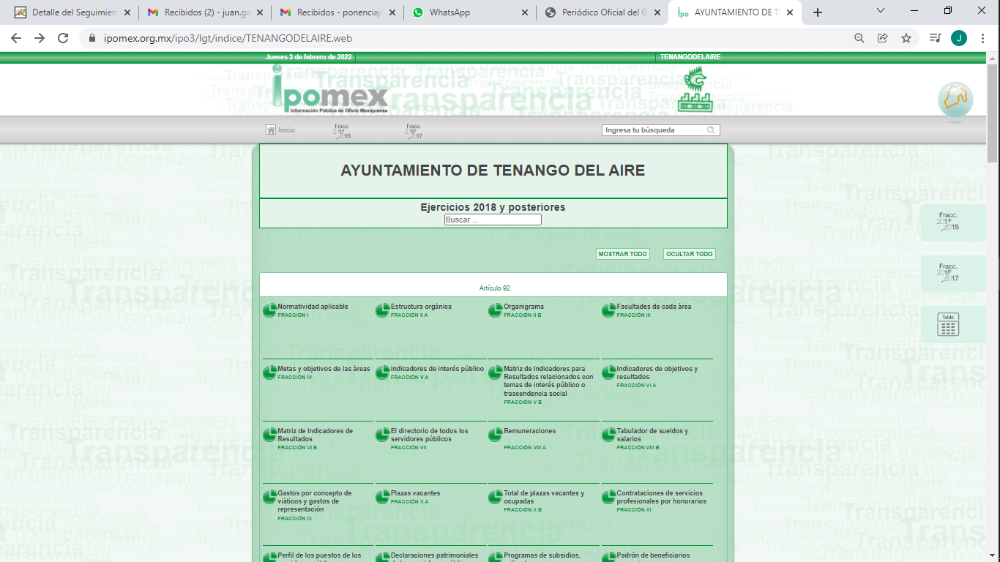 Detalle del Seguimien
Recibidos (2) - juan.ga
Recibidos - ponenciajr
WhatsApp
Periódico Oficial del G
AYUNTAMIENTO DE T
ipomex.org.mx/ipo3/lgt/indice/TENANGODELAIRE.web
J
Jueves 3 de febrero de 2022
TENANGODELAIRE
Transparencia
ipomex
Información Pública de Oficio Mexiquense
Inicio
Fracc.
2015
Fracc.
2017
Ingresa tu búsqueda
AYUNTAMIENTO DE TENANGO DEL AIRE
Ejercicios 2018 y posteriores
Buscar ...
Fracc.
2015
MOSTRAR TODO
OCULTAR TODO
Fracc.
2017
Artículo 92
Tabla
Normatividad aplicable
FRACCIÓN I
Estructura orgánica
FRACCIÓN II A
Organigrama
FRACCIÓN II B
Facultades de cada área
FRACCIÓN III
Metas y objetivos de las áreas
FRACCIÓN IV
Indicadores de interés público
FRACCIÓN V A
Matriz de Indicadores para
Resultados relacionados con
temas de interés público o
trascendencia social
FRACCIÓN V B
Indicadores de objetivos y
resultados
FRACCIÓN VI A
Matriz de Indicadores de
Resultados
FRACCIÓN VI B
El directorio de todos los
servidores públicos
FRACCIÓN VII
Remuneraciones
FRACCIÓN VIII A
Tabulador de sueldos y
salarios
FRACCIÓN VIII B
Gastos por concepto de
viáticos y gastos de
representación
FRACCIÓN IX
Plazas vacantes
FRACCIÓN X A
Total de plazas vacantes y
ocupadas
FRACCIÓN X B
Contrataciones de servicios
profesionales por honorarios
FRACCIÓN XI
Perfil de los puestos de los
Declaraciones patrimoniales
Programas de subsidios,
Padrón de beneficiarios